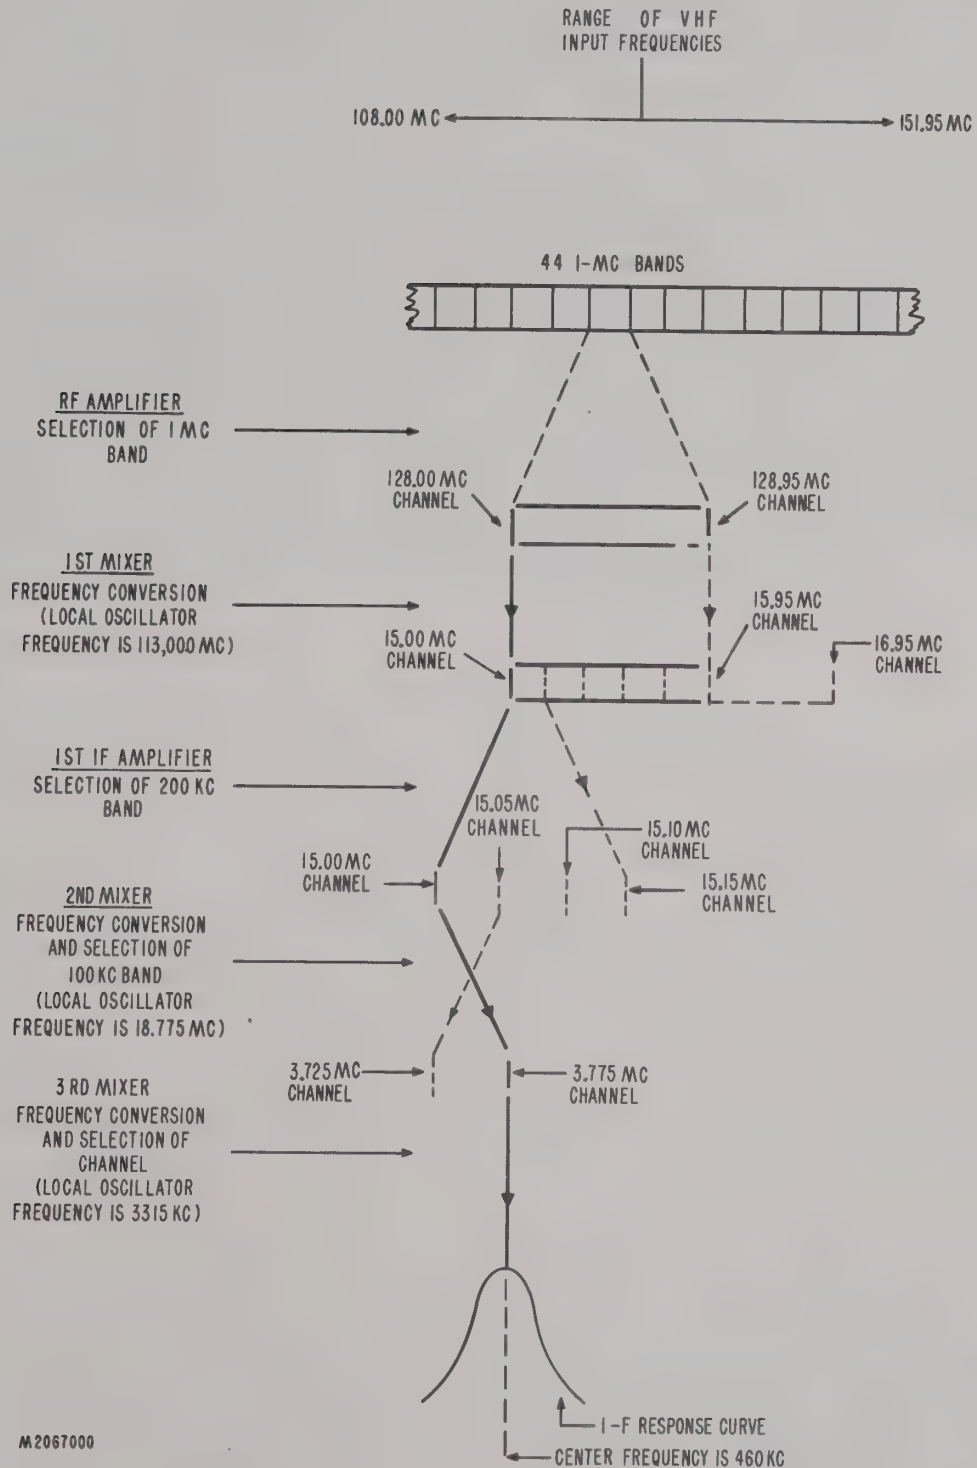 RANGE OF VHF
INPUT FREQUENCIES
108.00 MC
151.95 MC
44 1-MC BANDS
RF AMPLIFIER
SELECTION OF 1 MC
BAND
128.00 MC
CHANNEL
128.95 MC
CHANNEL
1ST MIXER
FREQUENCY CONVERSION
(LOCAL OSCILLATOR
FREQUENCY IS 113,000 MC)
15.00 MC
CHANNEL
15.95 MC
CHANNEL
16.95 MC
CHANNEL
1ST IF AMPLIFIER
SELECTION OF 200 KC
BAND
15.05 MC
CHANNEL
15.10 MC
CHANNEL
15.00 MC
CHANNEL
15.15 MC
CHANNEL
2ND MIXER
FREQUENCY CONVERSION
AND SELECTION OF
100 KC BAND
(LOCAL OSCILLATOR
FREQUENCY IS 18.775 MC)
3.725 MC
CHANNEL
3.775 MC
CHANNEL
3 RD MIXER
FREQUENCY CONVERSION
AND SELECTION OF
CHANNEL
(LOCAL OSCILLATOR
FREQUENCY IS 3315 KC)
I-F RESPONSE CURVE
CENTER FREQUENCY IS 460 KC
M2067000